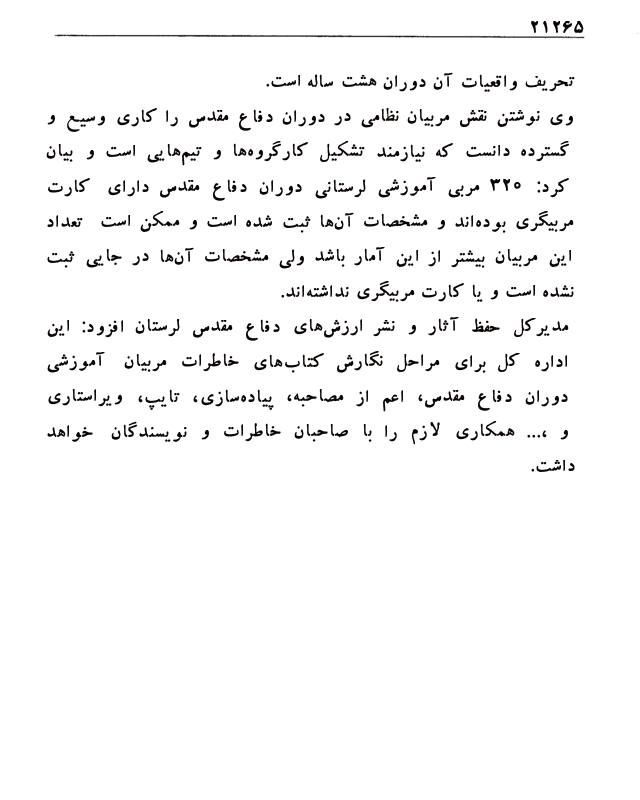 ۲۱۲۶۵
تحریف واقعیات آن دوران هشت ساله است.
وی نوشتن نقش مربیان نظامی در دوران دفاع مقدس را کاری وسیع و
گسترده دانست که نیازمند تشکیل کارگروه‌ها و تیم‌هایی است و بیان
کرد: ۳۲۰ مربی آموزشی لرستانی دوران دفاع مقدس دارای کارت
مربیگری بوده‌اند و مشخصات آن‌ها ثبت شده است و ممکن است تعداد
این مربیان بیشتر از این آمار باشد ولی مشخصات آن‌ها در جایی ثبت
نشده است و یا کارت مربیگری نداشته‌اند.
مدیرکل حفظ آثار و نشر ارزش‌های دفاع مقدس لرستان افزود: این
اداره کل برای مراحل نگارش کتاب‌های خاطرات مربیان آموزشی
دوران دفاع مقدس، اعم از مصاحبه، پیاده‌سازی، تایپ، ویراستاری
و ،... همکاری لازم را با صاحبان خاطرات و نویسندگان خواهد
داشت.